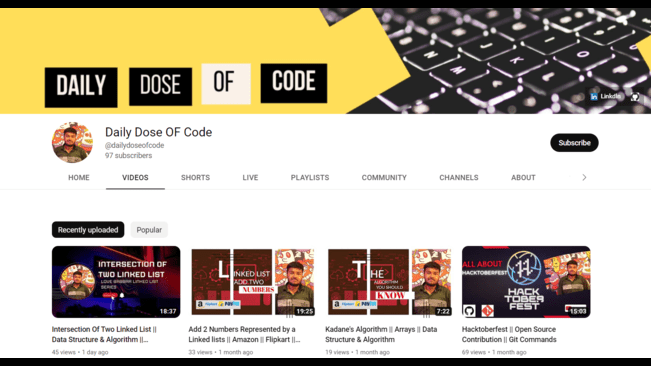 DAILY DOSE OF CODE
Linkdin
Daily Dose OF Code
@dailydoseofcode
97 subscribers
Subscribe
HOME VIDEOS SHORTS LIVE PLAYLISTS COMMUNITY CHANNELS ABOUT
Recently uploaded Popular
INTERSECTION OF
TWO LINKED LIST
LOVE BABBAR LINKED LIST
SERIES
18:37
LINKED LIST
ADD TWO
NUMBERS
Flipkart
19:25
THE
ALGORITHM
YOU SHOULD
KNOW
7:22
ALL ABOUT
HACKTOBERFEST
HACK
TOBER
FEST
15:03
Intersection Of Two Linked List ||
Data Structure & Algorithm ||...
45 views • 1 day ago
Add 2 Numbers Represented by a
Linked lists || Amazon || Flipkart ||...
33 views • 1 month ago
Kadane's Algorithm || Arrays || Data
Structure & Algorithm
19 views • 1 month ago
Hacktoberfest || Open Source
Contribution || Git Commands
69 views • 1 month ago